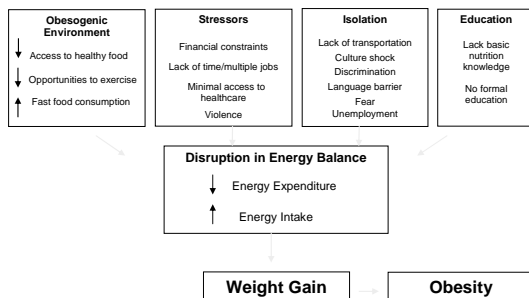 Obesogenic
Environment
Access to healthy food
Opportunities to exercise
Fast food consumption
Stressors
Financial constraints
Lack of time/multiple jobs
Minimal access to
healthcare
Violence
Isolation
Lack of transportation
Culture shock
Discrimination
Language barrier
Fear
Unemployment
Education
Lack basic
nutrition
knowledge
No formal
education
Disruption in Energy Balance
Energy Expenditure
Energy Intake
Weight Gain
Obesity